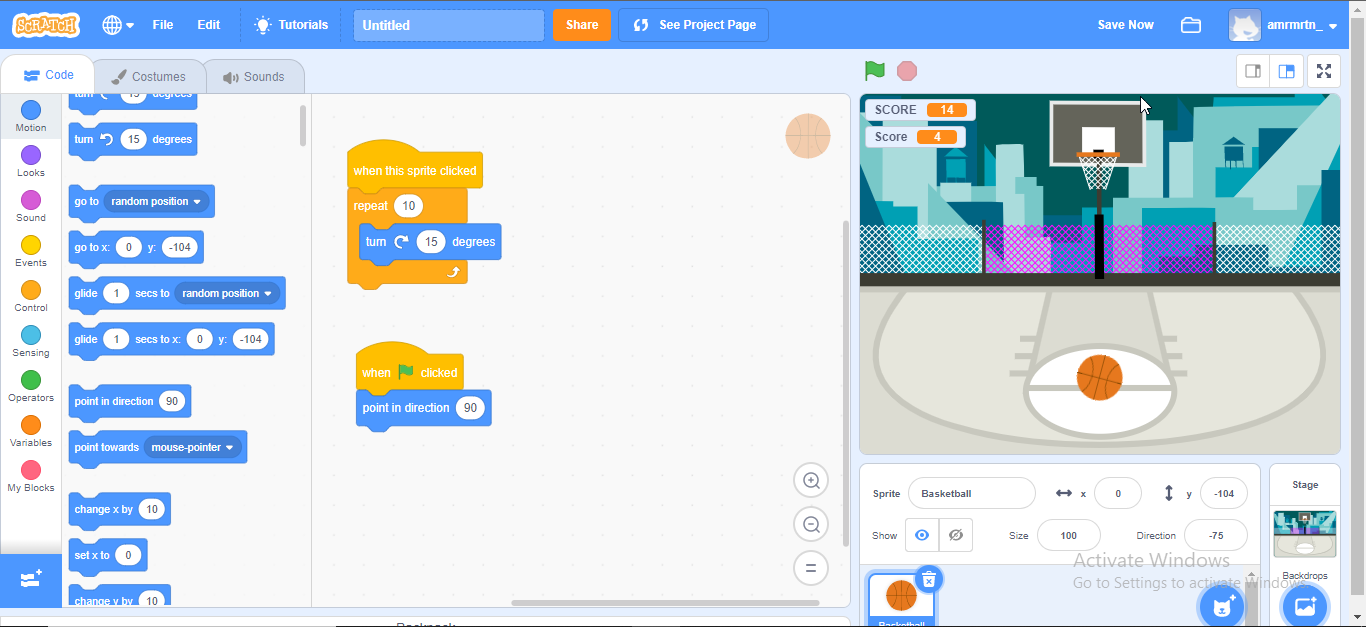 SCRATCH File Edit Tutorials Untitled Share See Project Page Save Now amrmrtn_
Code Costumes Sounds
Motion
Looks
Sound
Events
Control
Sensing
Operators
Variables
My Blocks
turn 15 degrees
turn 15 degrees
go to random position
go to x: 0 y: -104
glide 1 secs to random position
glide 1 secs to x: 0 y: -104
point in direction 90
point towards mouse-pointer
change x by 10
set x to 0
change y by 10
when this sprite clicked
repeat 10
turn 15 degrees
when clicked
point in direction 90
SCORE 14
Score 4
Sprite Basketball x 0 y -104
Show Size 100 Direction -75
Basketball
Stage
Backdrops
Activate Windows
Go to Settings to activate Windows.
Backpack